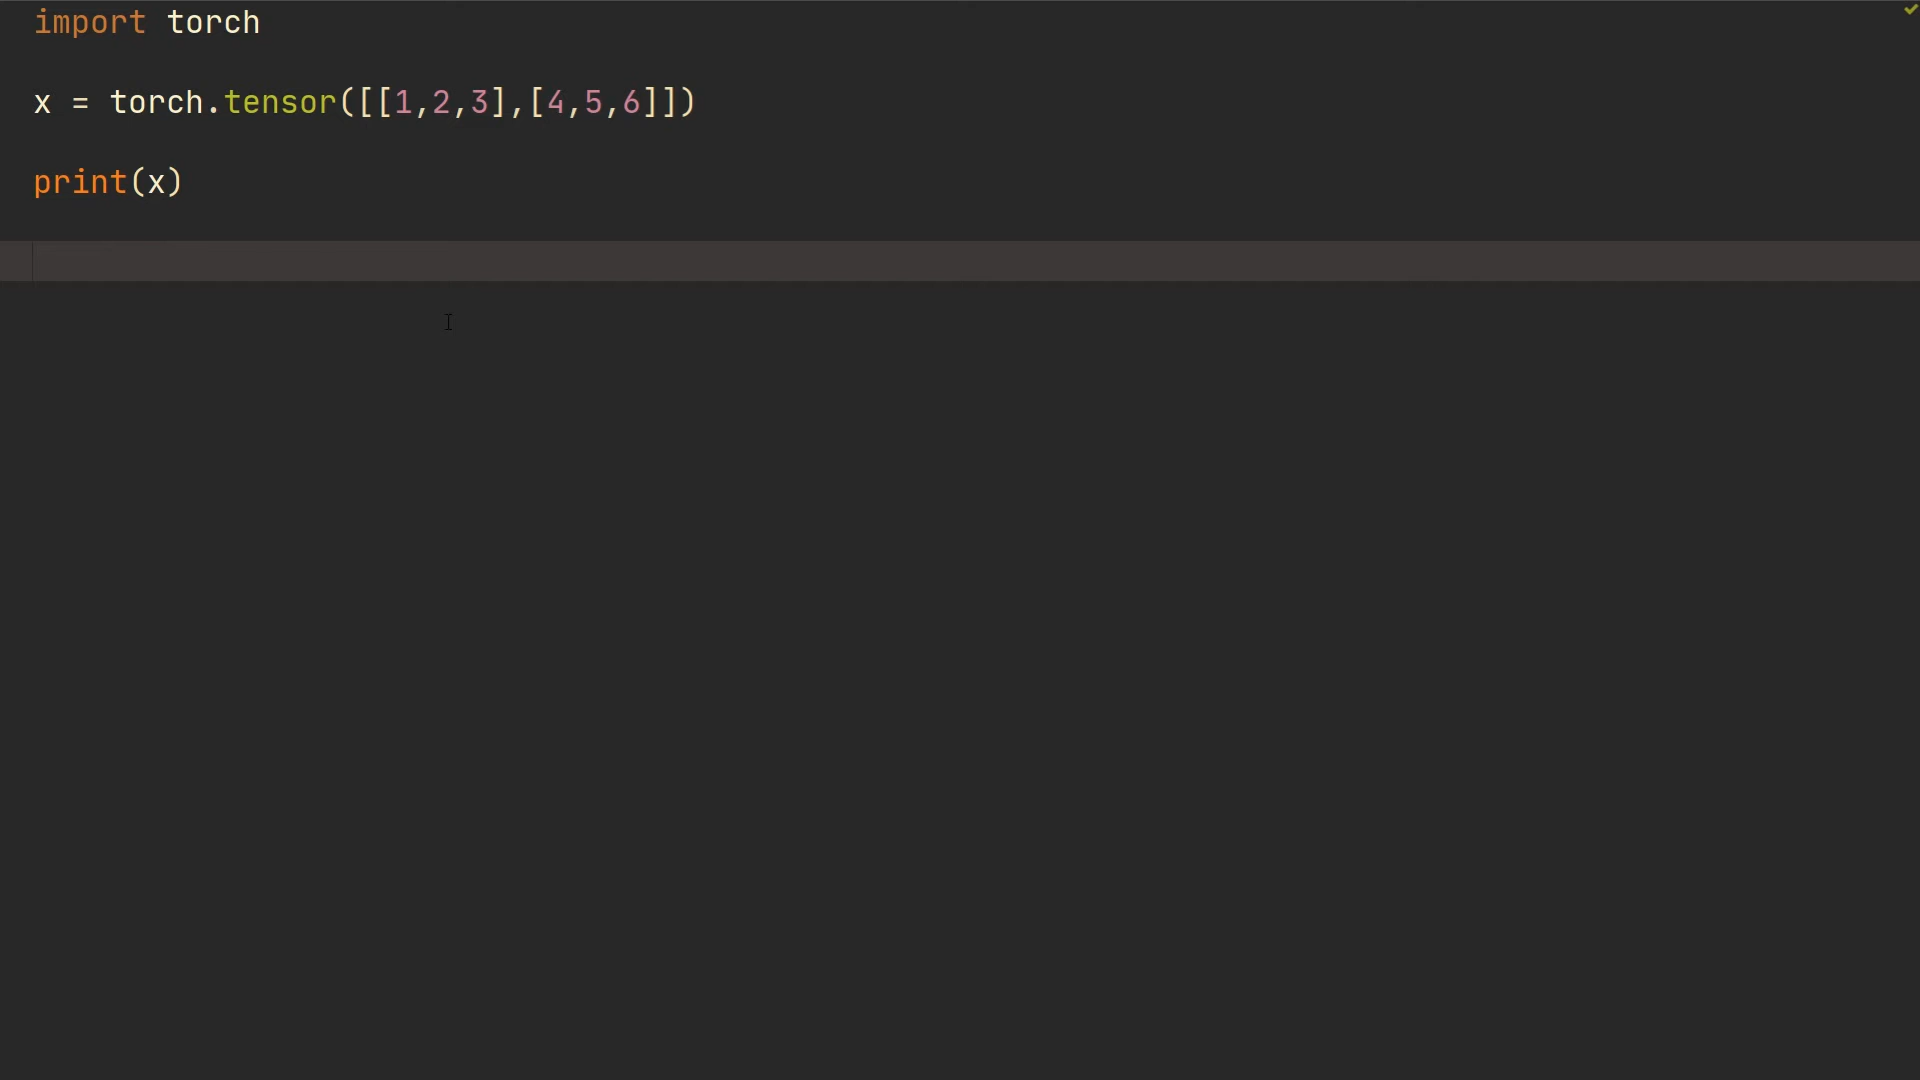 import torch
x = torch.tensor([[1,2,3],[4,5,6]])
print(x)